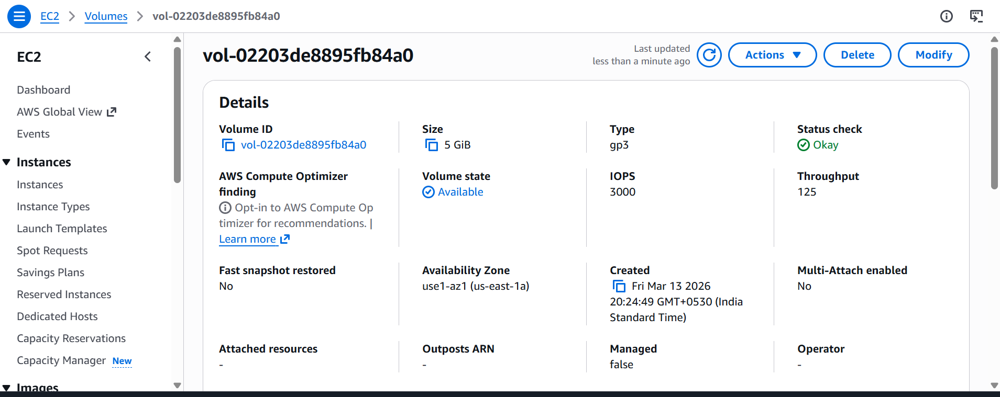 EC2 > Volumes > vol-02203de8895fb84a0
EC2
Dashboard
AWS Global View
Events
Instances
Instances
Instance Types
Launch Templates
Spot Requests
Savings Plans
Reserved Instances
Dedicated Hosts
Capacity Reservations
Capacity Manager New
Images
vol-02203de8895fb84a0
Last updated
less than a minute ago
Actions
Delete
Modify
Details
Volume ID
vol-02203de8895fb84a0
Size
5 GiB
Type
gp3
Status check
Okay
AWS Compute Optimizer
finding
Opt-in to AWS Compute Op
timizer for recommendations. |
Learn more
Volume state
Available
IOPS
3000
Throughput
125
Fast snapshot restored
No
Availability Zone
use1-az1 (us-east-1a)
Created
Fri Mar 13 2026
20:24:49 GMT+0530 (India
Standard Time)
Multi-Attach enabled
No
Attached resources
-
Outposts ARN
-
Managed
false
Operator
-